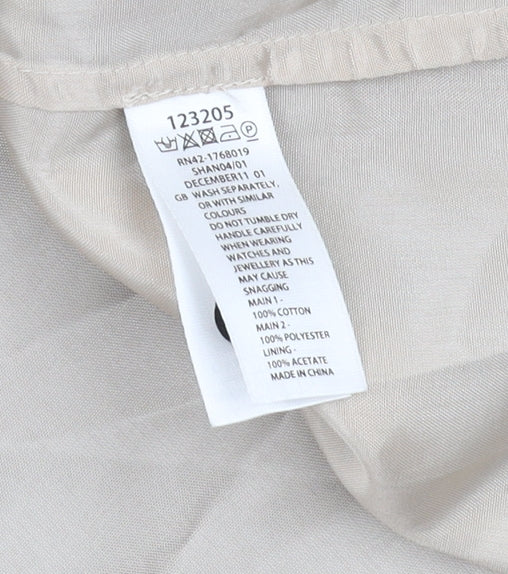 123205
RN42-1768019
SHAN04/01
DECEMBER11 01
GB WASH SEPARATELY,
OR WITH SIMILAR
COLOURS
DO NOT TUMBLE DRY
HANDLE CAREFULLY
WHEN WEARING
WATCHES AND
JEWELLERY AS THIS
MAY CAUSE
SNAGGING
MAIN 1 -
100% COTTON
MAIN 2 -
100% POLYESTER
LINING -
100% ACETATE
MADE IN CHINA